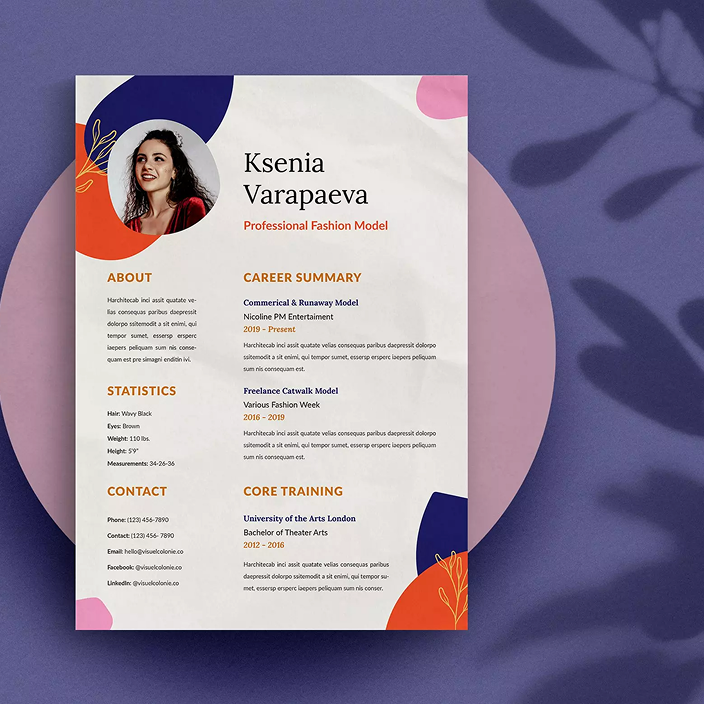 Ksenia
Varapaeva
Professional Fashion Model
ABOUT
Harchitecab inci assit quatate ve-
lias consequas paribus daepressit
dolorpo ssitemodit a sit enimi, qui
tempor sumet, essersp ersperc
iaepers peliquam sum nis conse-
quam est pre simagni enditin ivi.
STATISTICS
Hair: Wavy Black
Eyes: Brown
Weight: 110 lbs.
Height: 5'9"
Measurements: 34-26-36
CONTACT
Phone: (123) 456-7890
Contact: (123) 456- 7890
Email: hello@visuelcolonie.co
Facebook: @visuelcolonie.co
LinkedIn: @visuelcolonie.co
CAREER SUMMARY
Commerical & Runaway Model
Nicoline PM Entertaiment
2019 – Present
Harchitecab inci assit quatate velias consequas paribus daepressit dolorpo
ssitemodit a sit enimi, qui tempor sumet, essersp ersperc iaepers peliquam
sum nis consequam est.
Freelance Catwalk Model
Various Fashion Week
2016 – 2019
Harchitecab inci assit quatate velias consequas paribus daepressit dolorpo
ssitemodit a sit enimi, qui tempor sumet, essersp ersperc iaepers peliquam
sum nis consequam est.
CORE TRAINING
University of the Arts London
Bachelor of Theater Arts
2012 – 2016
Harchitecab inci assit quatate velias consequas paribus
daepressit dolorpo ssitemodit a sit enimi, qui tempor su-
met, essersp ersperc iaepers peliquam sum nis conser.